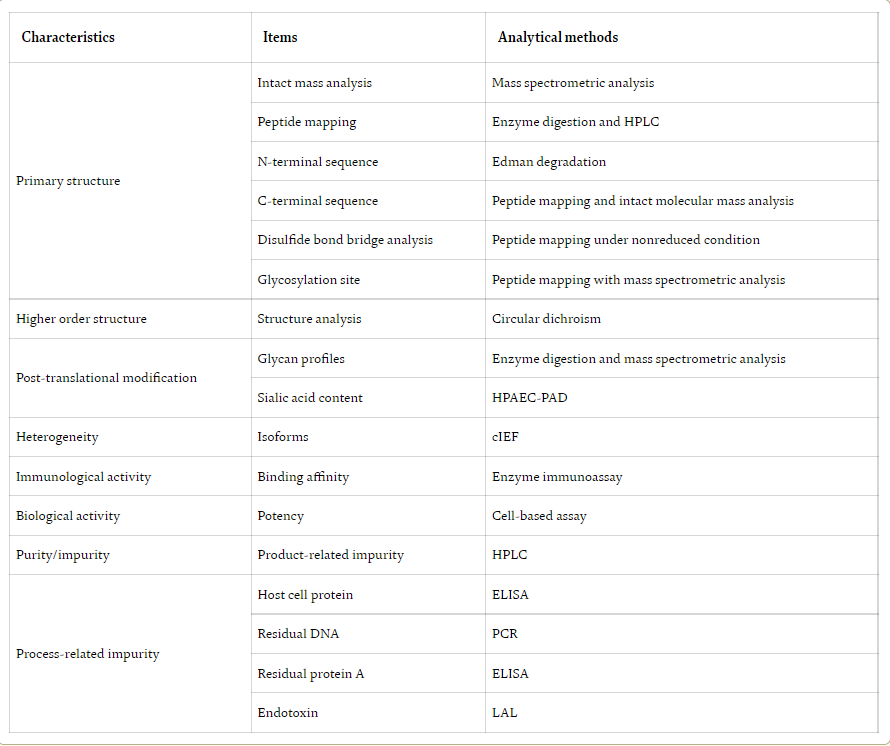 Characteristics Items Analytical methods
Intact mass analysis Mass spectrometric analysis
Peptide mapping Enzyme digestion and HPLC
N-terminal sequence Edman degradation
Primary structure
C-terminal sequence Peptide mapping and intact molecular mass analysis
Disulfide bond bridge analysis Peptide mapping under nonreduced condition
Glycosylation site Peptide mapping with mass spectrometric analysis
Higher order structure Structure analysis Circular dichroism
Glycan profiles Enzyme digestion and mass spectrometric analysis
Post-translational modification
Sialic acid content HPAEC-PAD
Heterogeneity Isoforms cIEF
Immunological activity Binding affinity Enzyme immunoassay
Biological activity Potency Cell-based assay
Purity/impurity Product-related impurity HPLC
Host cell protein ELISA
Residual DNA PCR
Process-related impurity
Residual protein A ELISA
Endotoxin LAL